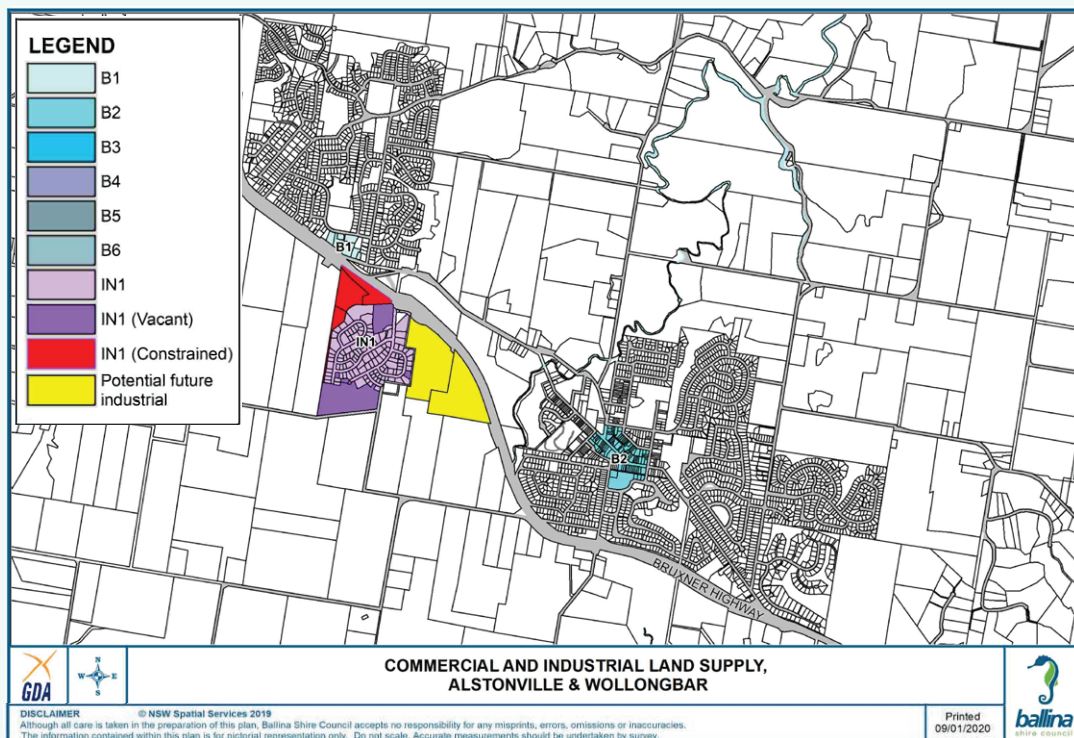 LEGEND
B1
B2
B3
B4
B5
B6
IN1
IN1 (Vacant)
IN1 (Constrained)
Potential future
industrial
B1
IN1
B2
BRUXNER HIGHWAY
GDA
N
W E
S
COMMERCIAL AND INDUSTRIAL LAND SUPPLY,
ALSTONVILLE & WOLLONGBAR
ballina
shire council
DISCLAIMER © NSW Spatial Services 2019
Although all care is taken in the preparation of this plan, Ballina Shire Council accepts no responsibility for any misprints, errors, omissions or inaccuracies.
The information contained within this plan is for pictorial representation only. Do not scale. Accurate measurements should be undertaken by survey.
Printed
09/01/2020